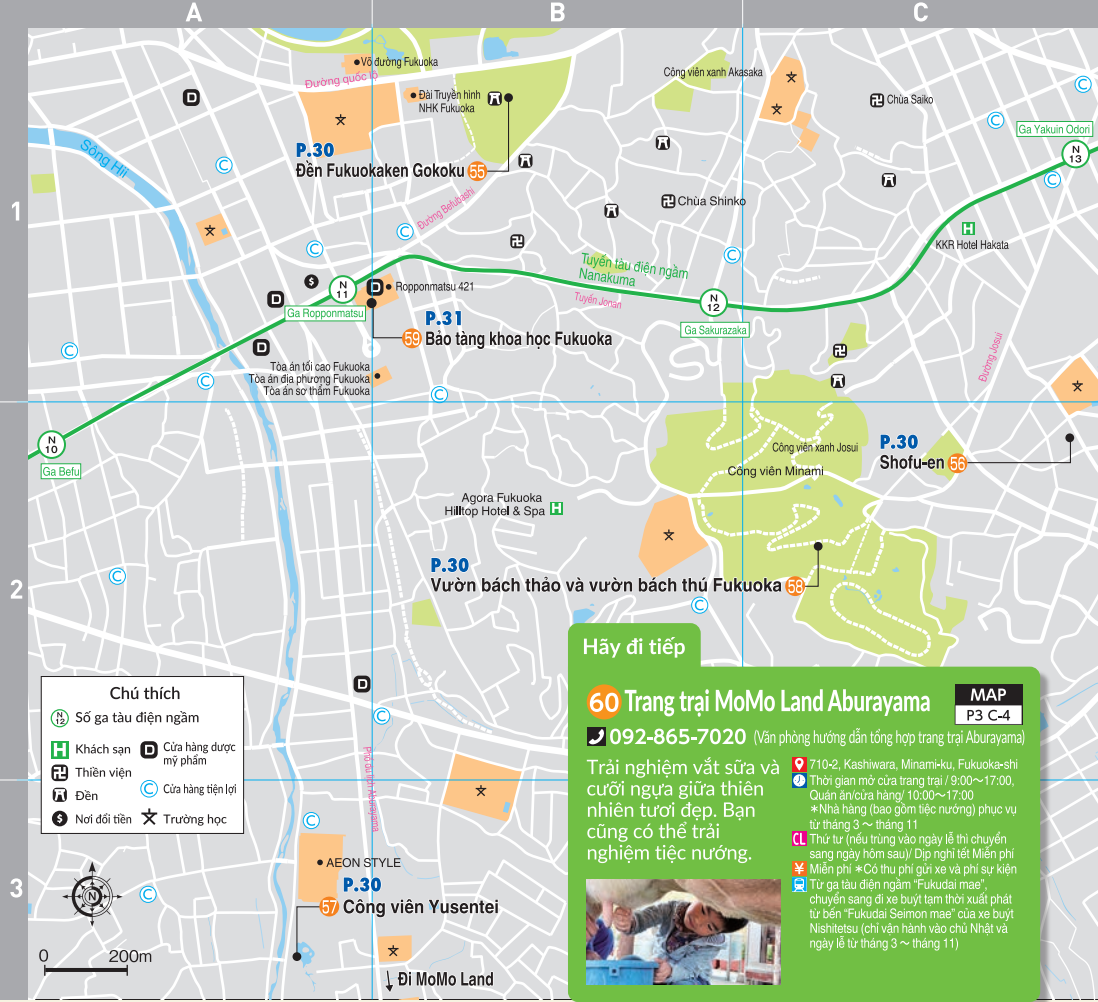 A
B
C
1
2
3
Võ đường Fukuoka
Đường quốc lộ
Đài Truyền hình
NHK Fukuoka
Công viên xanh Akasaka
Chùa Saiko
Ga Yakuin Odori
N
13
Sông Hii
P.30
Đền Fukuokaken Gokoku 55
Đường Befubashi
Chùa Shinko
KKR Hotel Hakata
Tuyến tàu điện ngầm
Nanakuma
Tuyến Jonan
N
11
Ga Ropponmatsu
Ropponmatsu 421
N
12
Ga Sakurazaka
P.31
59 Bảo tàng khoa học Fukuoka
Đường Josui
Tòa án tối cao Fukuoka
Tòa án địa phương Fukuoka
Tòa án sơ thẩm Fukuoka
N
10
Ga Befu
Công viên xanh Josui
Công viên Minami
P.30
Shofu-en 56
Agora Fukuoka
Hilltop Hotel & Spa
P.30
Vườn bách thảo và vườn bách thú Fukuoka 58
Chú thích
N
12
Số ga tàu điện ngầm
H Khách sạn
D Cửa hàng dược
mỹ phẩm
Thiền viện
Đền
C Cửa hàng tiện lợi
$ Nơi đổi tiền
Trường học
N
0 200m
AEON STYLE
P.30
57 Công viên Yusentei
Đi MoMo Land
Hãy đi tiếp
60 Trang trại MoMo Land Aburayama
MAP
P3 C-4
092-865-7020 (Văn phòng hướng dẫn tổng hợp trang trại Aburayama)
Trải nghiệm vắt sữa và
cưỡi ngựa giữa thiên
nhiên tươi đẹp. Bạn
cũng có thể trải
nghiệm tiệc nướng.
710-2, Kashiwara, Minami-ku, Fukuoka-shi
Thời gian mở cửa trang trại / 9:00～17:00,
Quán ăn/cửa hàng/ 10:00～17:00
＊Nhà hàng (bao gồm tiệc nướng) phục vụ
từ tháng 3 ～ tháng 11
CL Thứ tư (nếu trùng vào ngày lễ thì chuyển
sang ngày hôm sau)/ Dịp nghỉ tết Miễn phí
¥ Miễn phí ＊Có thu phí gửi xe và phí sự kiện
Từ ga tàu điện ngầm “Fukudai mae”,
chuyển sang đi xe buýt tạm thời xuất phát
từ bến “Fukudai Seimon mae” của xe buýt
Nishitetsu (chỉ vận hành vào chủ Nhật và
ngày lễ từ tháng 3 ～ tháng 11)